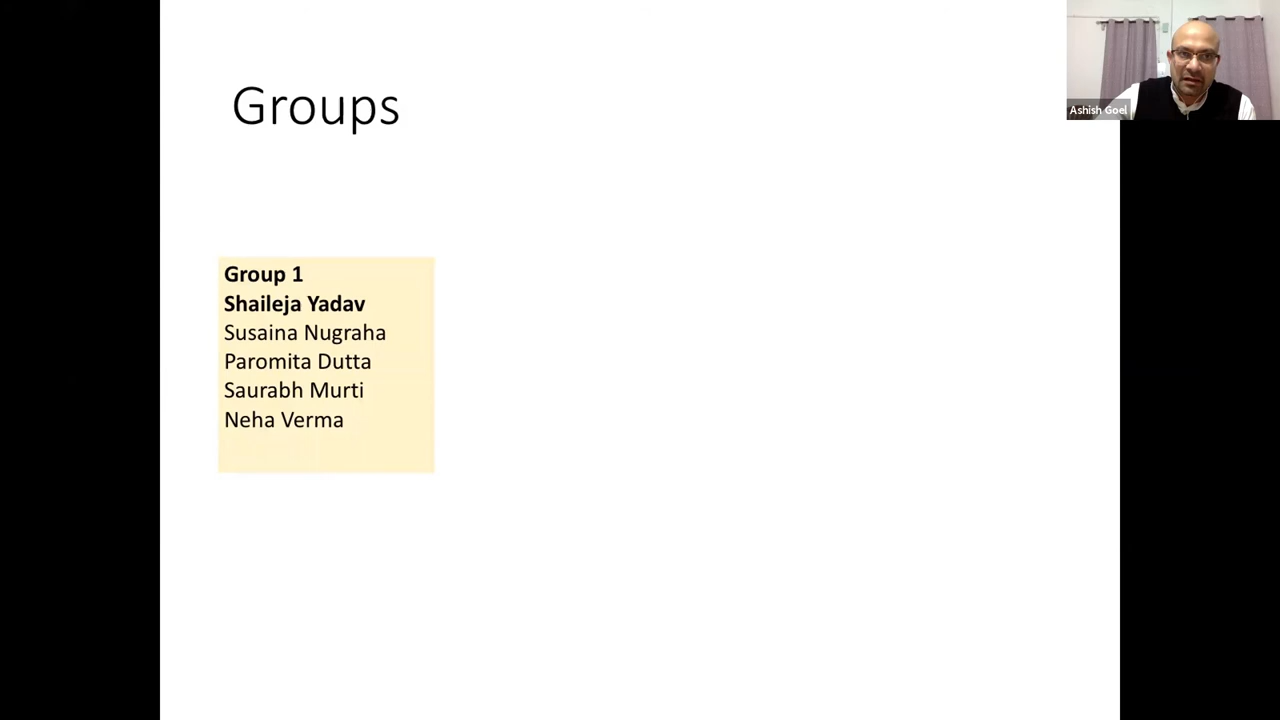 Groups
Ashish Goel
Group 1
Shaileja Yadav
Susaina Nugraha
Paromita Dutta
Saurabh Murti
Neha Verma